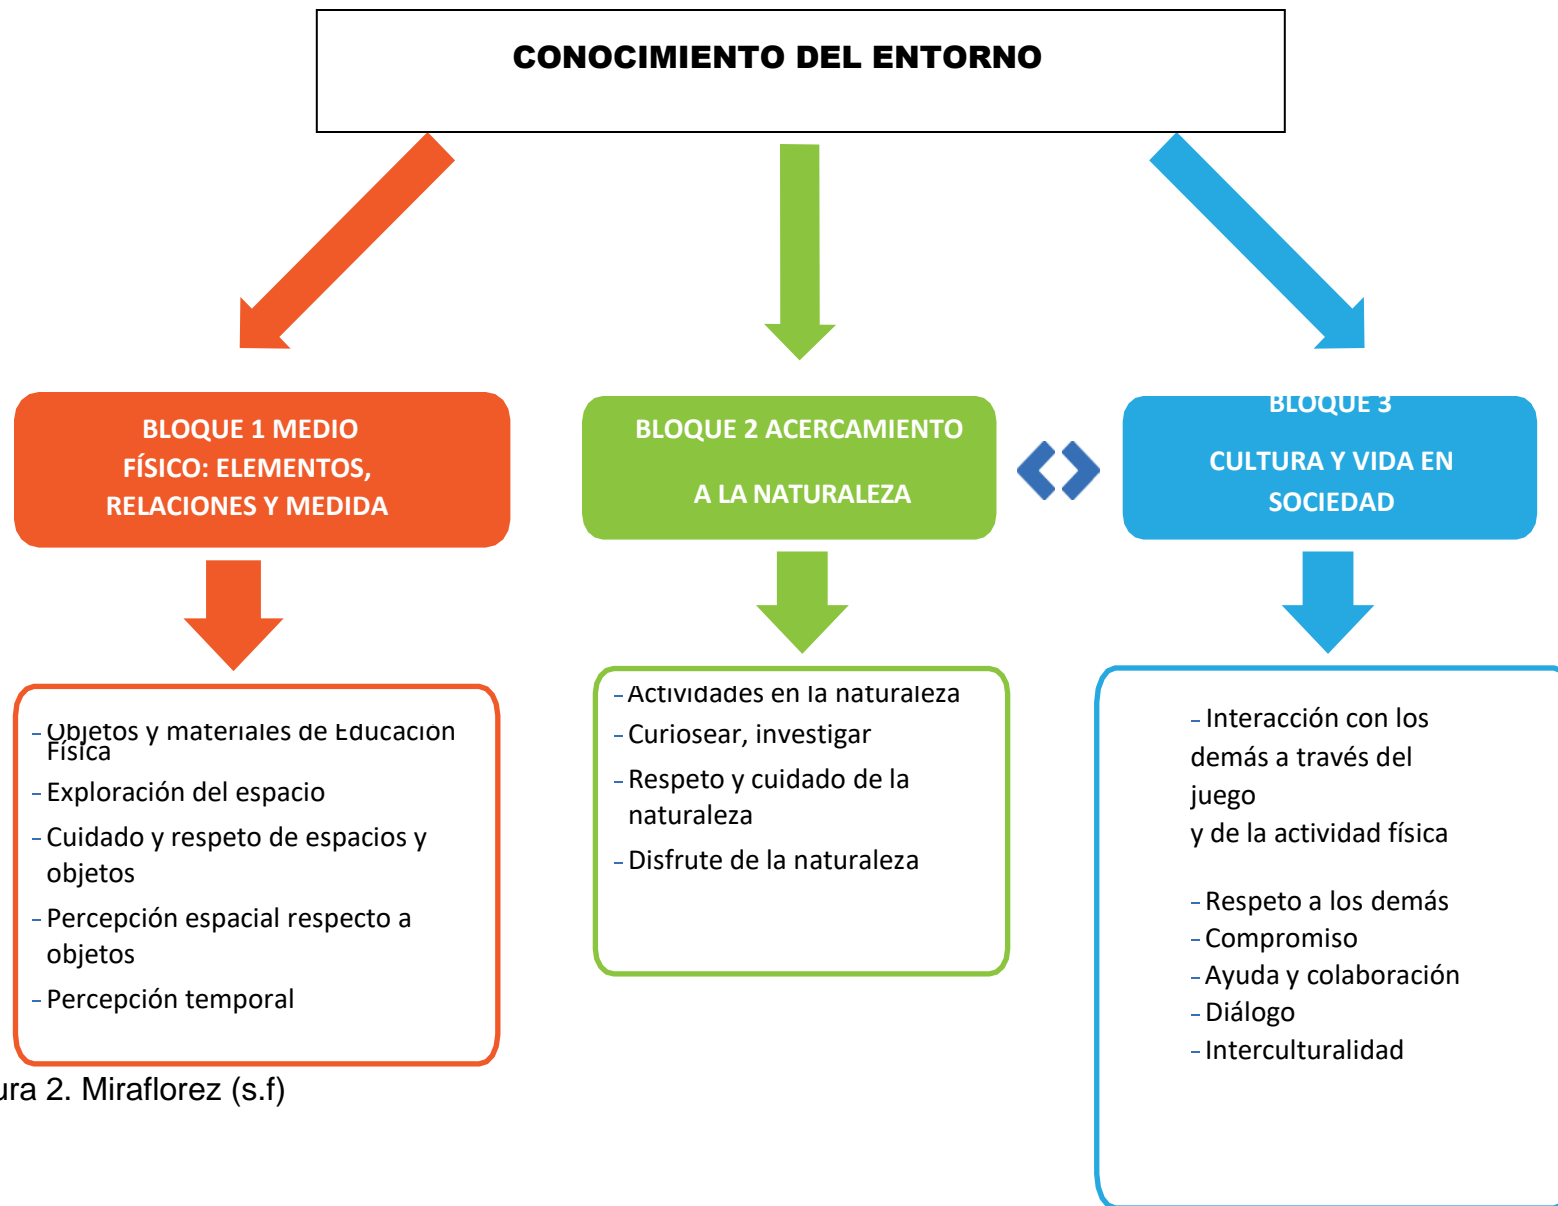 CONOCIMIENTO DEL ENTORNO
BLOQUE 1 MEDIO
FÍSICO: ELEMENTOS,
RELACIONES Y MEDIDA
BLOQUE 2 ACERCAMIENTO
A LA NATURALEZA
BLOQUE 3
CULTURA Y VIDA EN
SOCIEDAD
- Objetos y materiales de Educación
Física
- Exploración del espacio
- Cuidado y respeto de espacios y
objetos
- Percepción espacial respecto a
objetos
- Percepción temporal
- Actividades en la naturaleza
- Curiosear, investigar
- Respeto y cuidado de la
naturaleza
- Disfrute de la naturaleza
- Interacción con los
demás a través del
juego
y de la actividad física
- Respeto a los demás
- Compromiso
- Ayuda y colaboración
- Diálogo
- Interculturalidad
ura 2. Miraflorez (s.f)